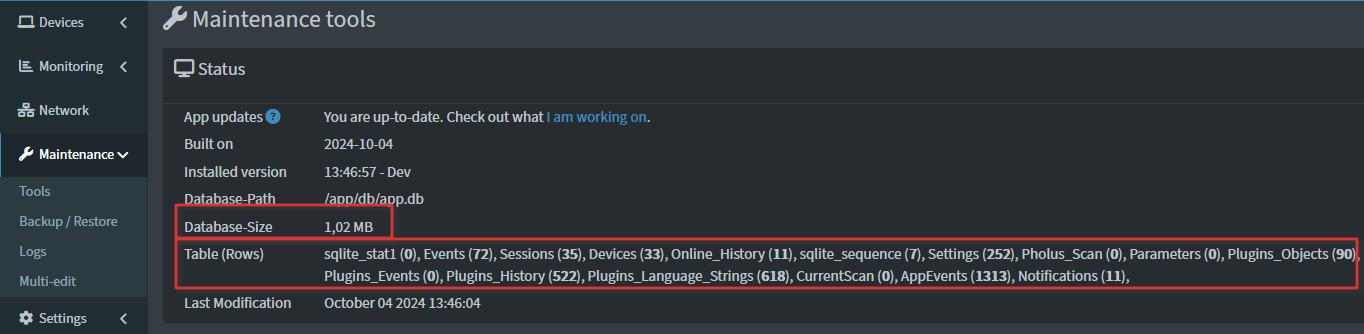 Devices
Monitoring
Network
Maintenance
Tools
Backup / Restore
Logs
Multi-edit
Settings
Maintenance tools
Status
App updates ? You are up-to-date. Check out what I am working on.
Built on 2024-10-04
Installed version 13:46:57 - Dev
Database-Path /app/db/app.db
Database-Size 1,02 MB
Table (Rows) sqlite_stat1 (0), Events (72), Sessions (35), Devices (33), Online_History (11), sqlite_sequence (7), Settings (252), Pholus_Scan (0), Parameters (0), Plugins_Objects (90),
Plugins_Events (0), Plugins_History (522), Plugins_Language_Strings (618), CurrentScan (0), AppEvents (1313), Notifications (11),
Last Modification October 04 2024 13:46:04